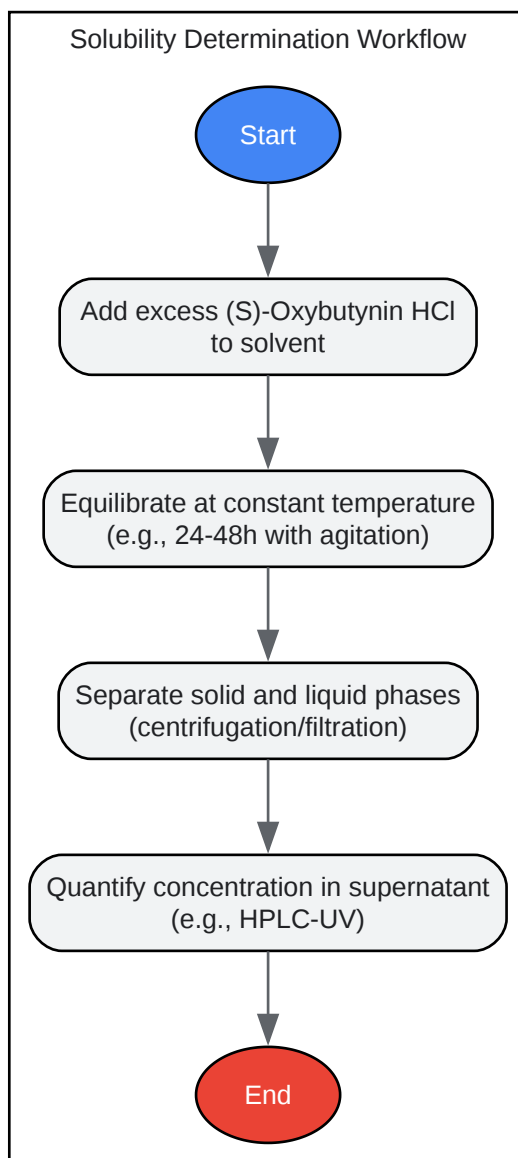 Solubility Determination Workflow
Start
Add excess (S)-Oxybutynin HCl
to solvent
Equilibrate at constant temperature
(e.g., 24-48h with agitation)
Separate solid and liquid phases
(centrifugation/filtration)
Quantify concentration in supernatant
(e.g., HPLC-UV)
End